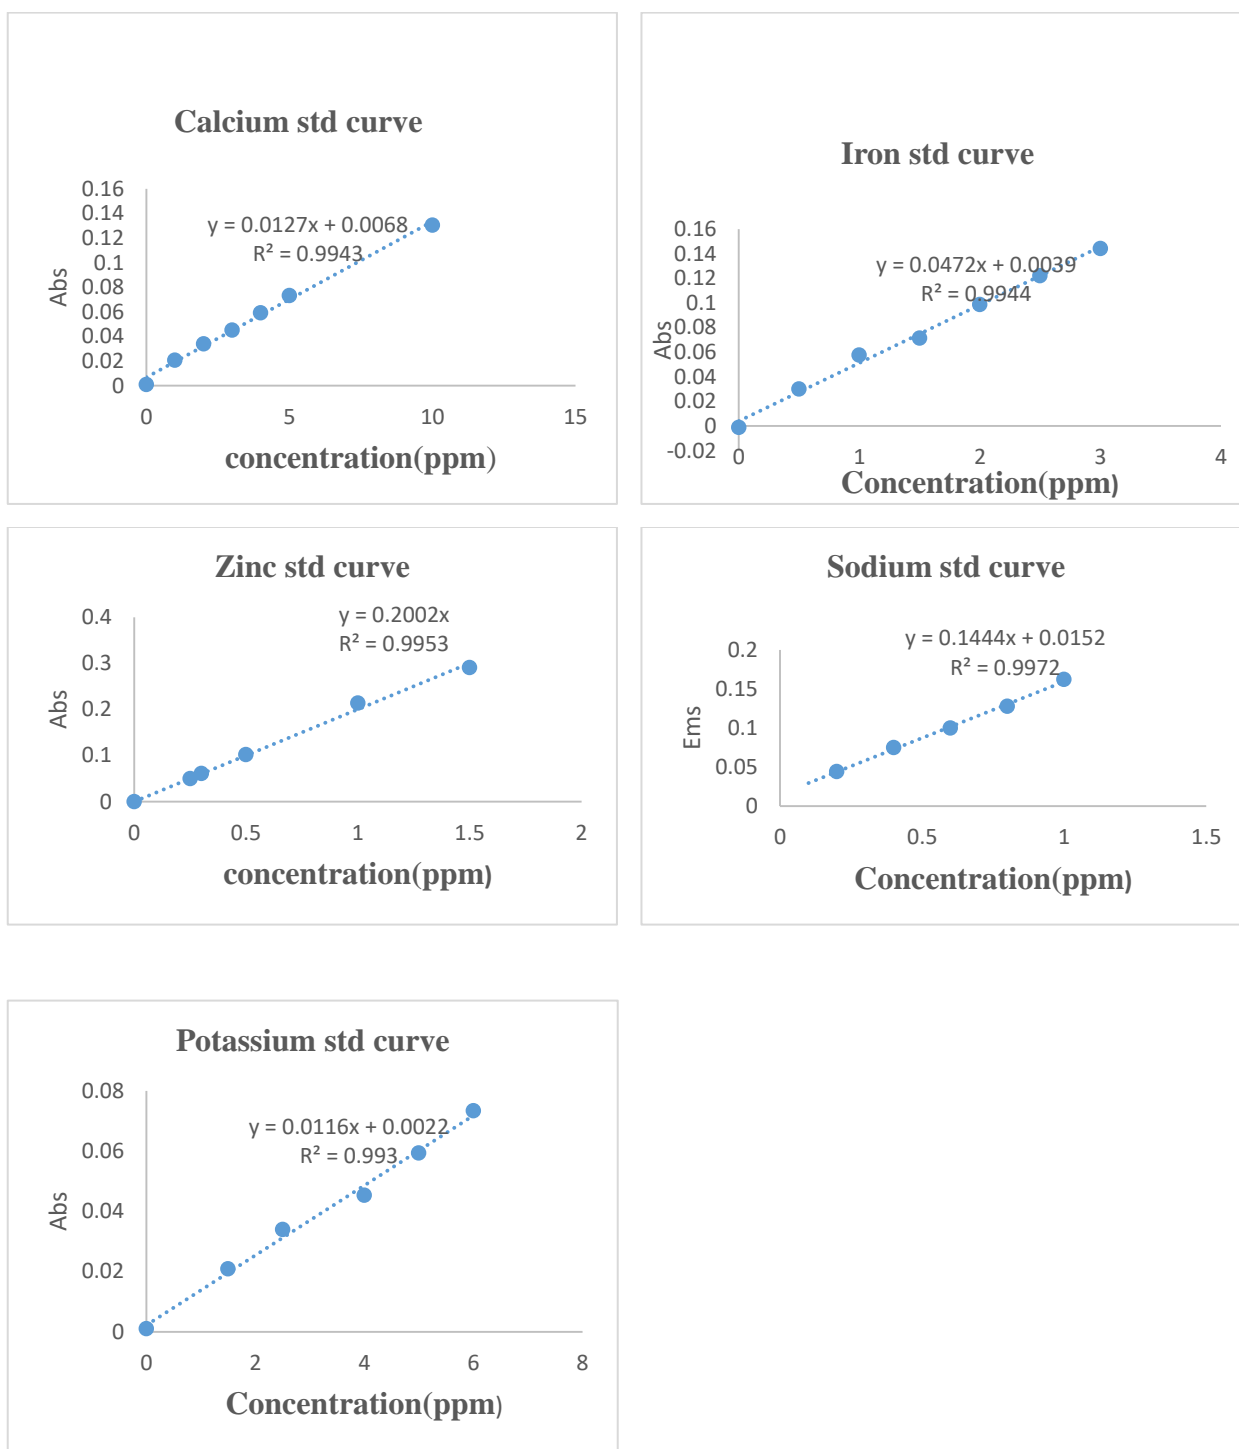 Calcium std curve
0.16
0.14
0.12
0.1
0.08
0.06
0.04
0.02
0
Abs
y = 0.0127x + 0.0068
R² = 0.9943
0 5 10 15
concentration(ppm)
Iron std curve
0.16
0.14
0.12
0.1
0.08
0.06
0.04
0.02
0
-0.02
Abs
y = 0.0472x + 0.0039
R² = 0.9944
0 1 2 3 4
Concentration(ppm)
Zinc std curve
0.4
0.3
0.2
0.1
0
Abs
y = 0.2002x
R² = 0.9953
0 0.5 1 1.5 2
concentration(ppm)
Sodium std curve
0.2
0.15
0.1
0.05
0
Ems
y = 0.1444x + 0.0152
R² = 0.9972
0 0.5 1 1.5
Concentration(ppm)
Potassium std curve
0.08
0.06
0.04
0.02
0
Abs
y = 0.0116x + 0.0022
R² = 0.993
0 2 4 6 8
Concentration(ppm)